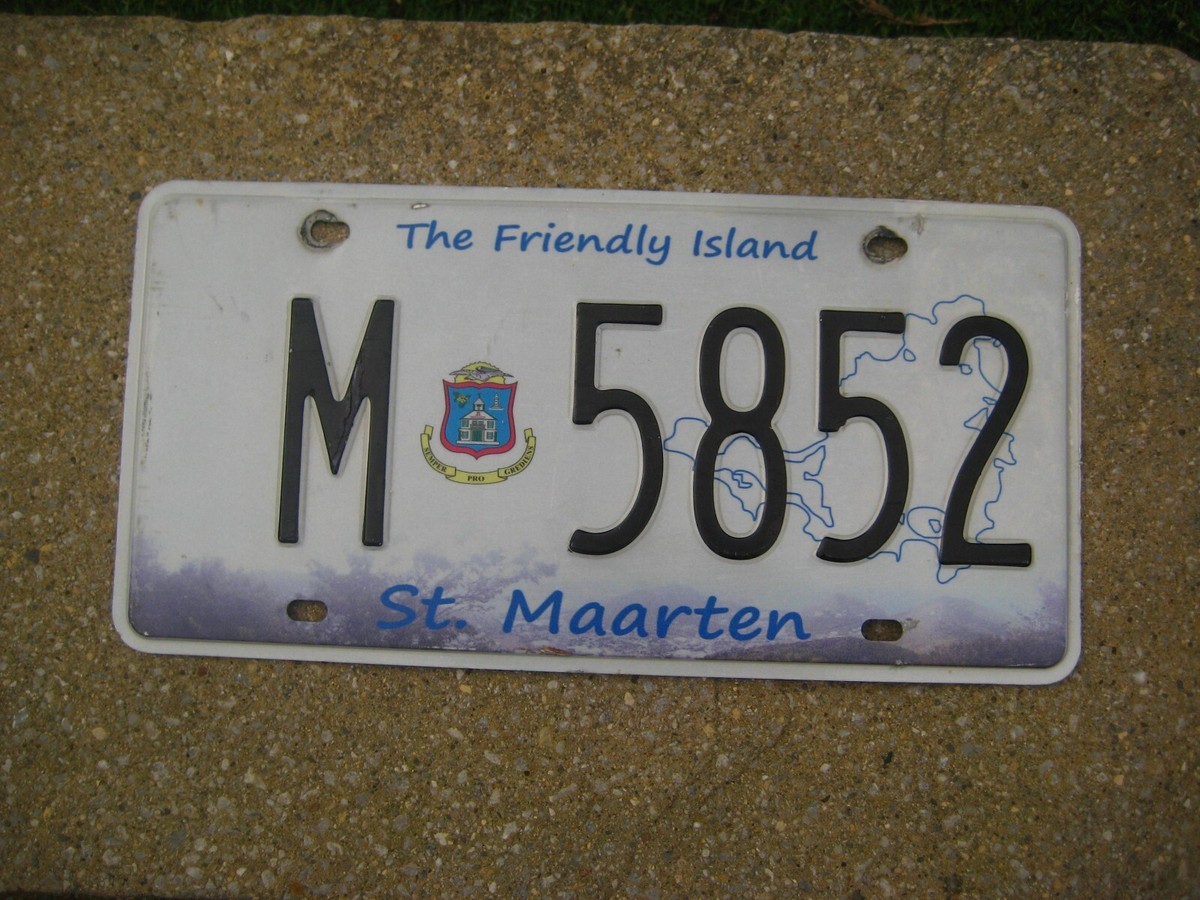 The Friendly Island
M 5852
SEMPER PRO GREDIENS
St. Maarten